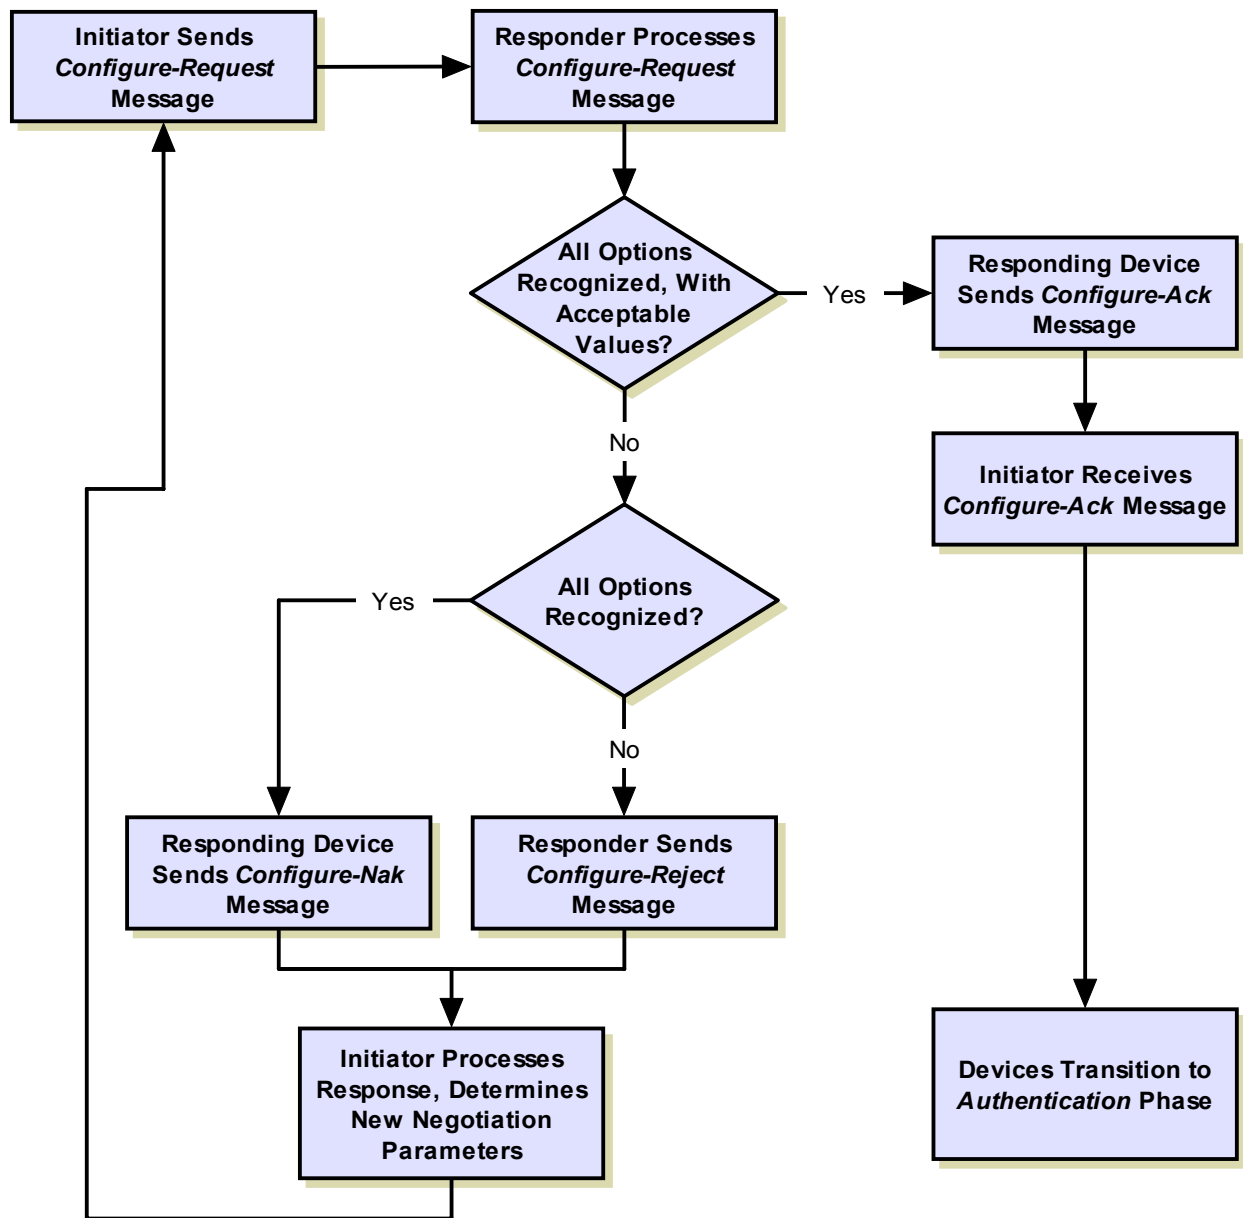 Initiator Sends
Configure-Request
Message
Responder Processes
Configure-Request
Message
All Options
Recognized, With
Acceptable
Values?
Yes
Responding Device
Sends Configure-Ack
Message
No
Initiator Receives
Configure-Ack Message
All Options
Recognized?
Yes
No
Responding Device
Sends Configure-Nak
Message
Responder Sends
Configure-Reject
Message
Initiator Processes
Response, Determines
New Negotiation
Parameters
Devices Transition to
Authentication Phase